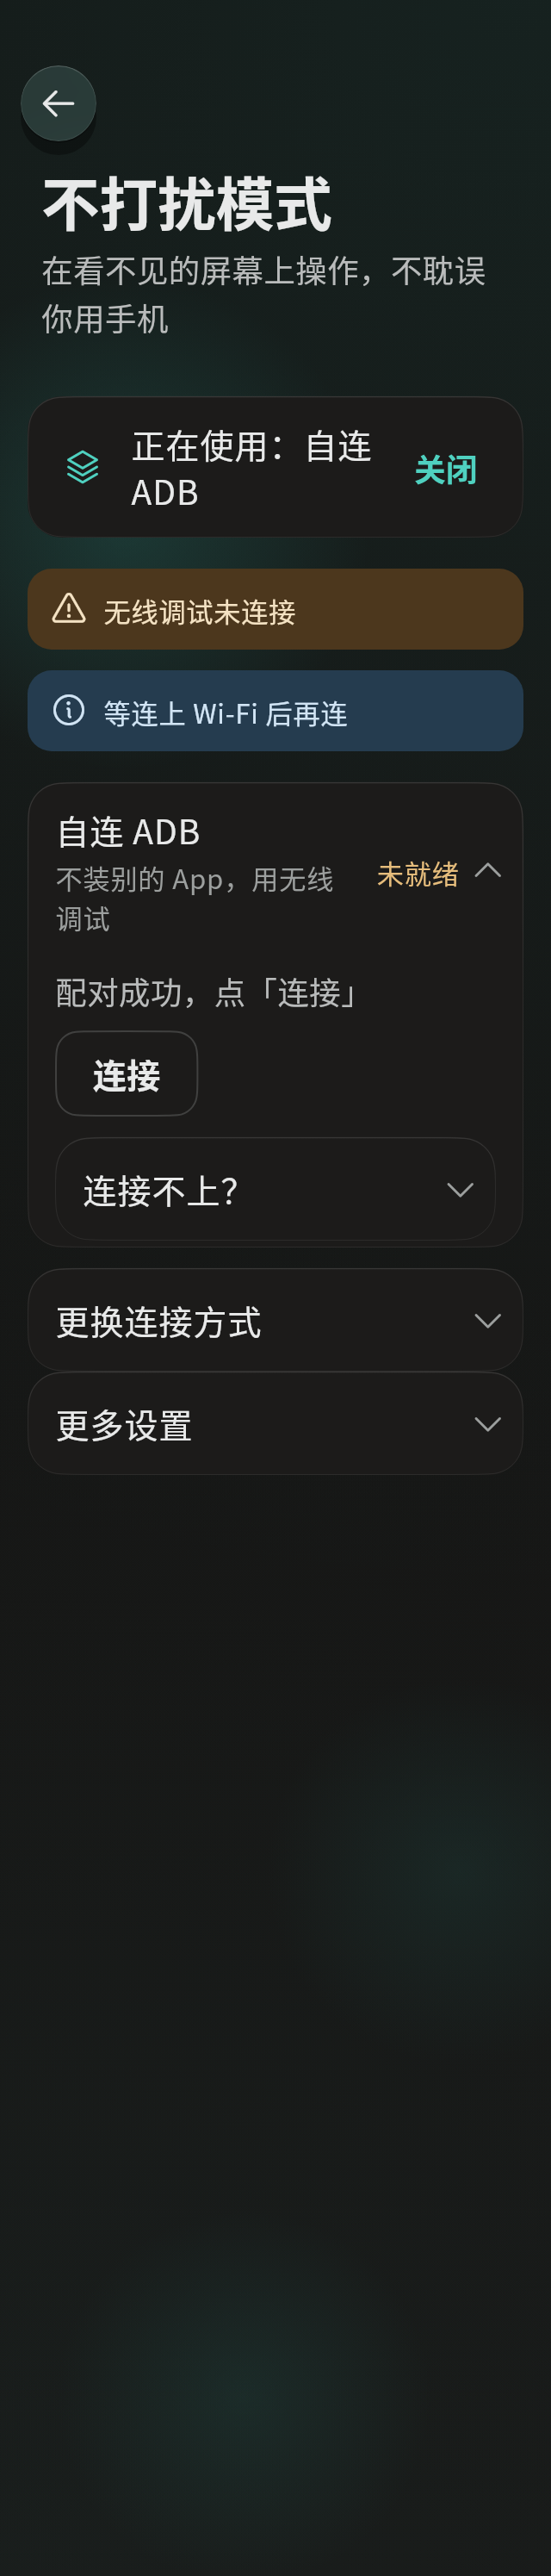 不打扰模式
在看不见的屏幕上操作，不耽误
你用手机
正在使用：自连
ADB
关闭
无线调试未连接
等连上 Wi-Fi 后再连
自连 ADB
不装别的 App，用无线
调试
未就绪
配对成功，点「连接」
连接
连接不上？
更换连接方式
更多设置